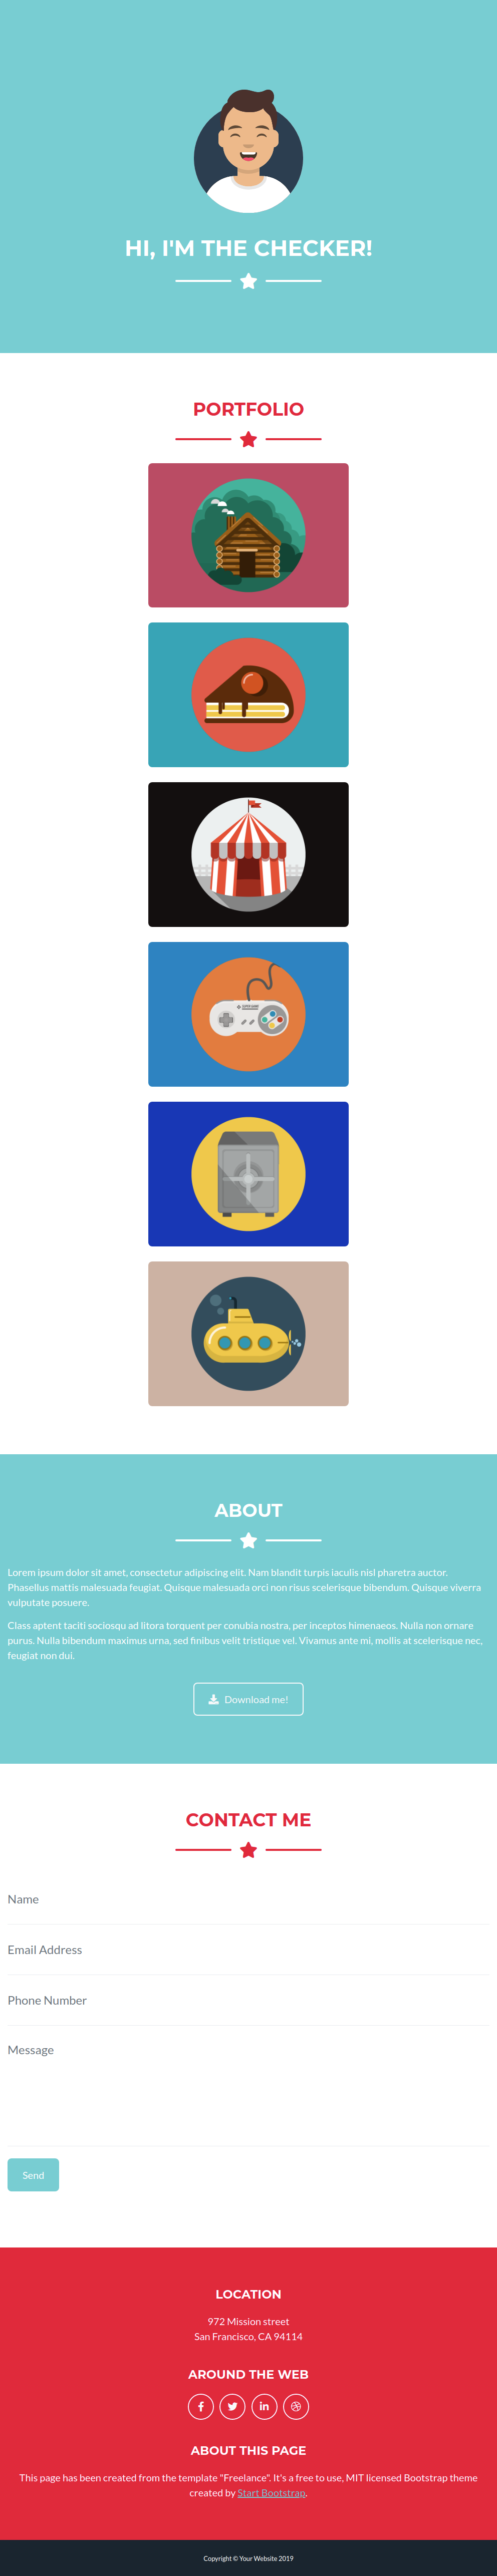 HI, I'M THE CHECKER!
PORTFOLIO
ABOUT
Lorem ipsum dolor sit amet, consectetur adipiscing elit. Nam blandit turpis iaculis nisl pharetra auctor.
Phasellus mattis malesuada feugiat. Quisque malesuada orci non risus scelerisque bibendum. Quisque viverra
vulputate posuere.
Class aptent taciti sociosqu ad litora torquent per conubia nostra, per inceptos himenaeos. Nulla non ornare
purus. Nulla bibendum maximus urna, sed finibus velit tristique vel. Vivamus ante mi, mollis at scelerisque nec,
feugiat non dui.
Download me!
CONTACT ME
Name
Email Address
Phone Number
Message
Send
LOCATION
972 Mission street
San Francisco, CA 94114
AROUND THE WEB
ABOUT THIS PAGE
This page has been created from the template "Freelance". It's a free to use, MIT licensed Bootstrap theme
created by Start Bootstrap.
Copyright © Your Website 2019